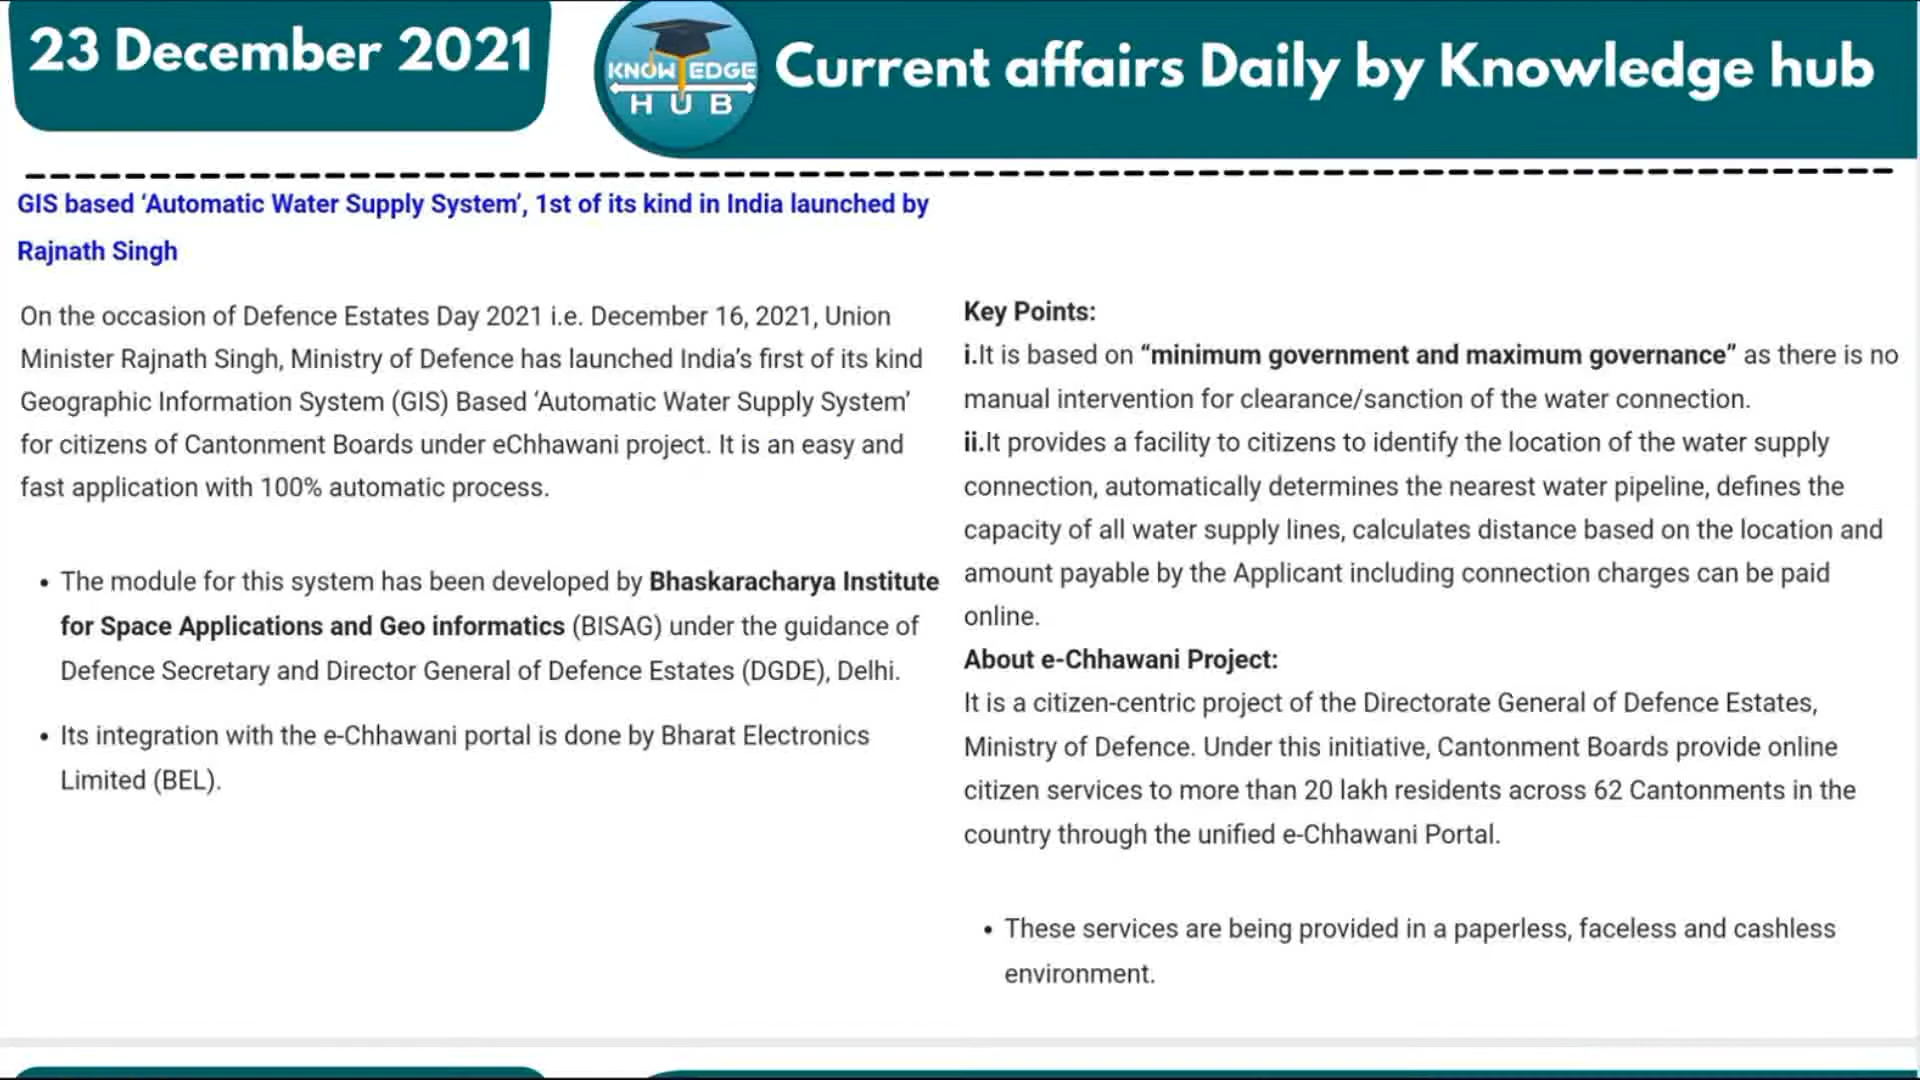 23 December 2021
KNOWLEDGE
HUB
Current affairs Daily by Knowledge hub
GIS based ‘Automatic Water Supply System’, 1st of its kind in India launched by
Rajnath Singh
On the occasion of Defence Estates Day 2021 i.e. December 16, 2021, Union
Minister Rajnath Singh, Ministry of Defence has launched India’s first of its kind
Geographic Information System (GIS) Based ‘Automatic Water Supply System’
for citizens of Cantonment Boards under eChhawani project. It is an easy and
fast application with 100% automatic process.
• The module for this system has been developed by Bhaskaracharya Institute
for Space Applications and Geo informatics (BISAG) under the guidance of
Defence Secretary and Director General of Defence Estates (DGDE), Delhi.
• Its integration with the e-Chhawani portal is done by Bharat Electronics
Limited (BEL).
Key Points:
i.It is based on “minimum government and maximum governance” as there is no
manual intervention for clearance/sanction of the water connection.
ii.It provides a facility to citizens to identify the location of the water supply
connection, automatically determines the nearest water pipeline, defines the
capacity of all water supply lines, calculates distance based on the location and
amount payable by the Applicant including connection charges can be paid
online.
About e-Chhawani Project:
It is a citizen-centric project of the Directorate General of Defence Estates,
Ministry of Defence. Under this initiative, Cantonment Boards provide online
citizen services to more than 20 lakh residents across 62 Cantonments in the
country through the unified e-Chhawani Portal.
• These services are being provided in a paperless, faceless and cashless
environment.